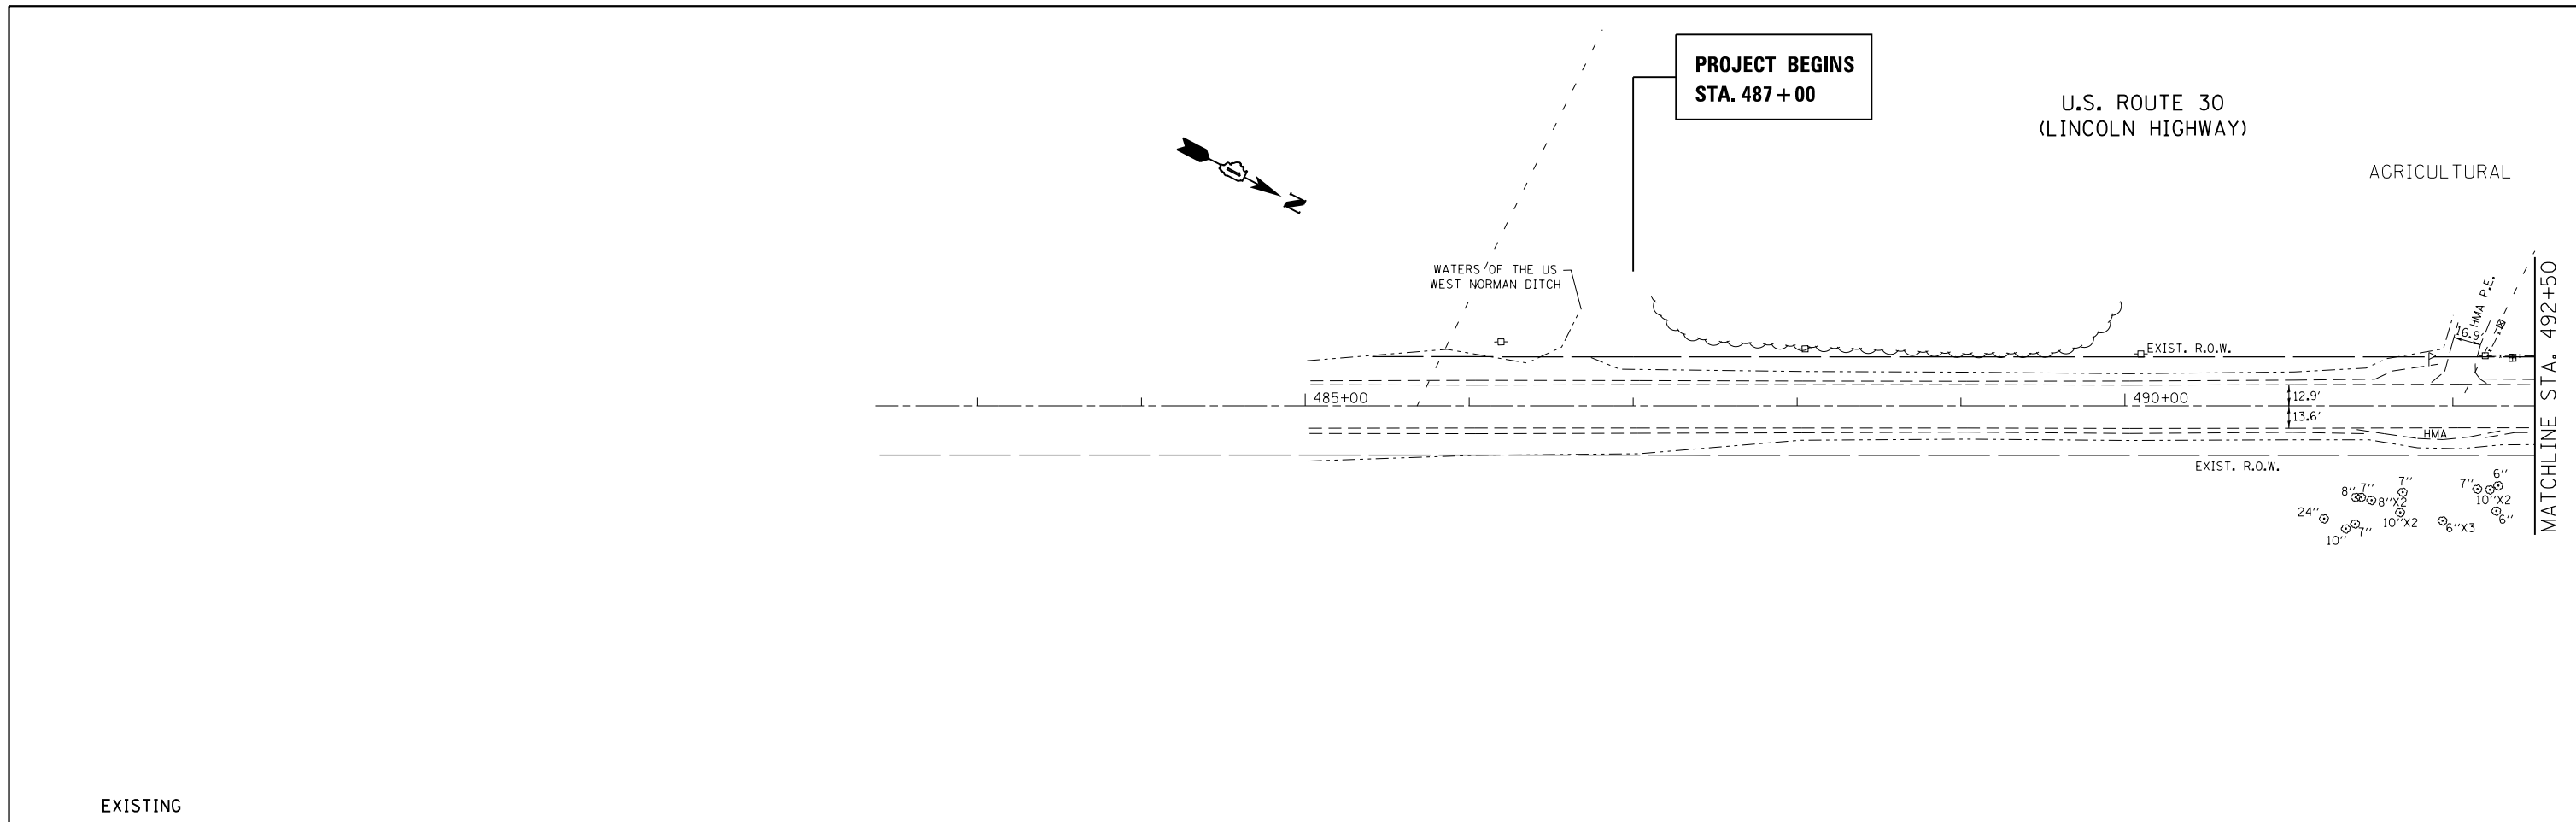 PROJECT BEGINS
STA. 487+00
U.S. ROUTE 30
(LINCOLN HIGHWAY)
AGRICULTURAL
N
WATERS OF THE US
WEST NORMAN DITCH
HMA P.E.
16.9'
EXIST. R.O.W.
485+00
490+00
12.9'
13.6'
HMA
EXIST. R.O.W.
MATCHLINE STA. 492+50
8"
7"
8"X2
7"
7"
6"
10"X2
24"
10"
7"
10"X2
6"X3
6"
EXISTING